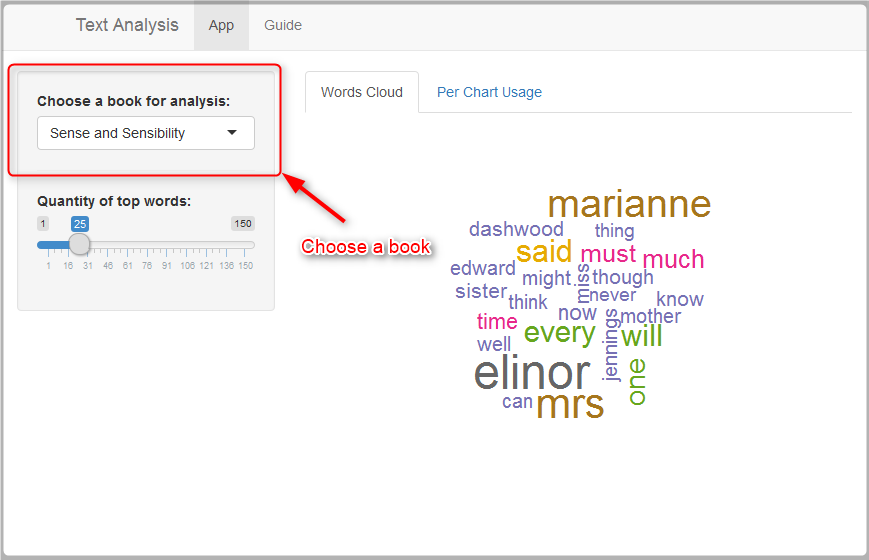 Text Analysis App Guide
Choose a book for analysis:
Sense and Sensibility
Quantity of top words:
1 25 150
1 16 31 46 61 76 91 106 121 136 150
Choose a book
Words Cloud Per Chart Usage
marianne
dashwood thing
said must much
edward might miss though
sister think never know
time now mother
every will
well jennings
elinor one
can mrs